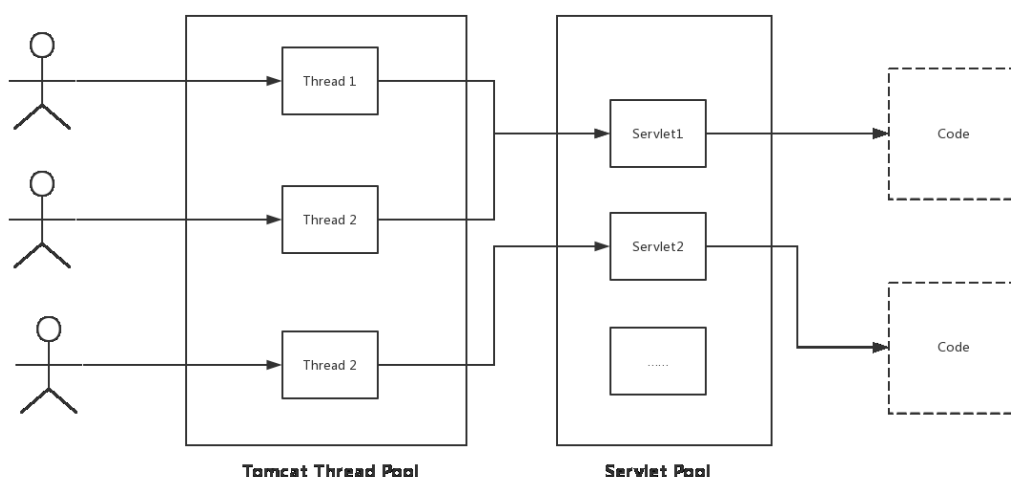 Thread 1
Servlet1
Code
Thread 2
Servlet2
Thread 2
......
Code
Tomcat Thread Pool
Servlet Pool